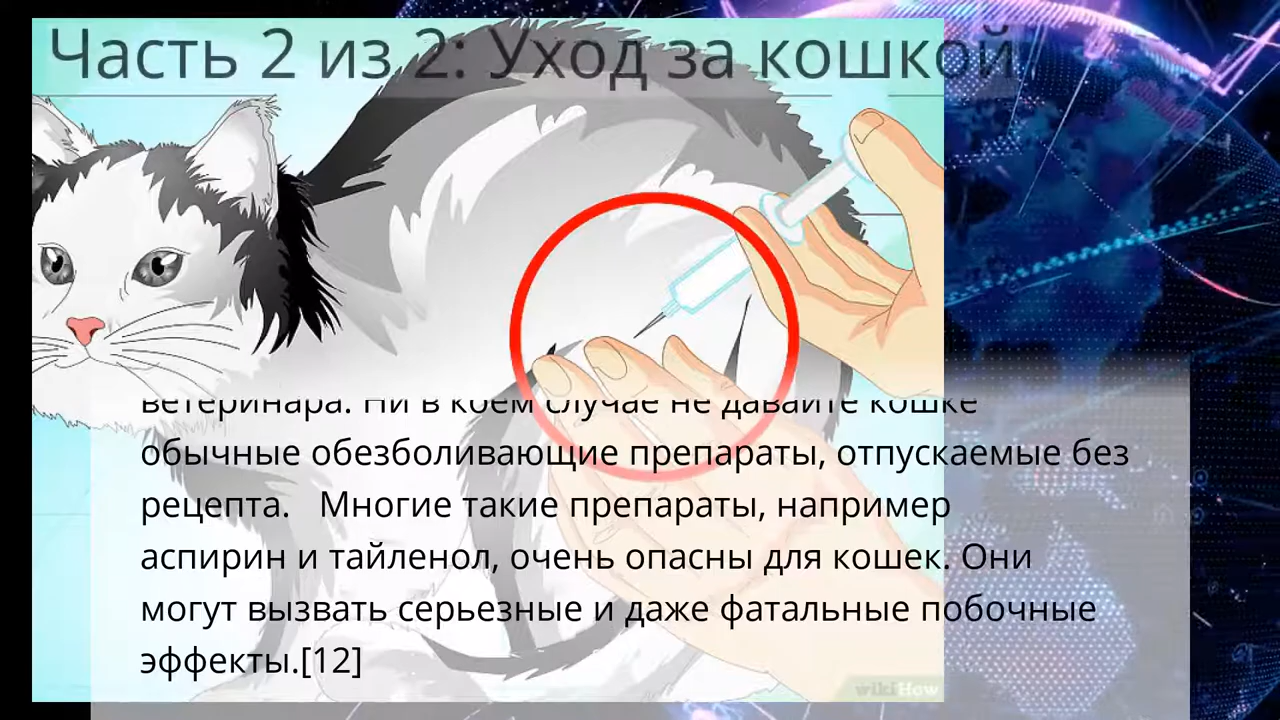 Часть 2 из 2: Уход за кошкой
ветеринара. Ни в коем случае не давайте кошке
обычные обезболивающие препараты, отпускаемые без
рецепта. Многие такие препараты, например
аспирин и тайленол, очень опасны для кошек. Они
могут вызвать серьезные и даже фатальные побочные
эффекты.[12]
wikiHow